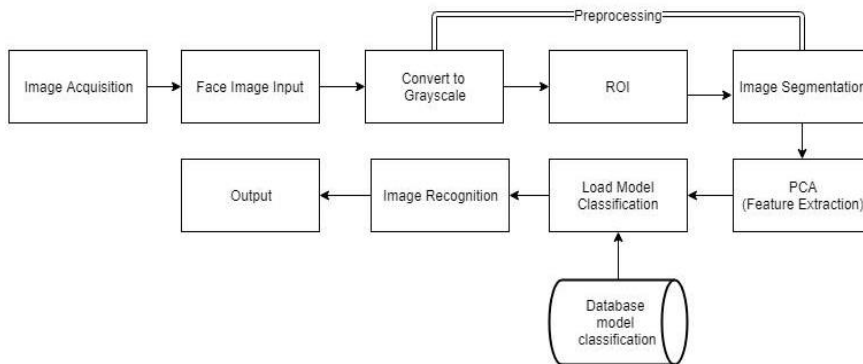 Preprocessing
Image Acquisition
Face Image Input
Convert to
Grayscale
ROI
Image Segmentation
Output
Image Recognition
Load Model
Classification
PCA
(Feature Extraction)
Database
model
classification